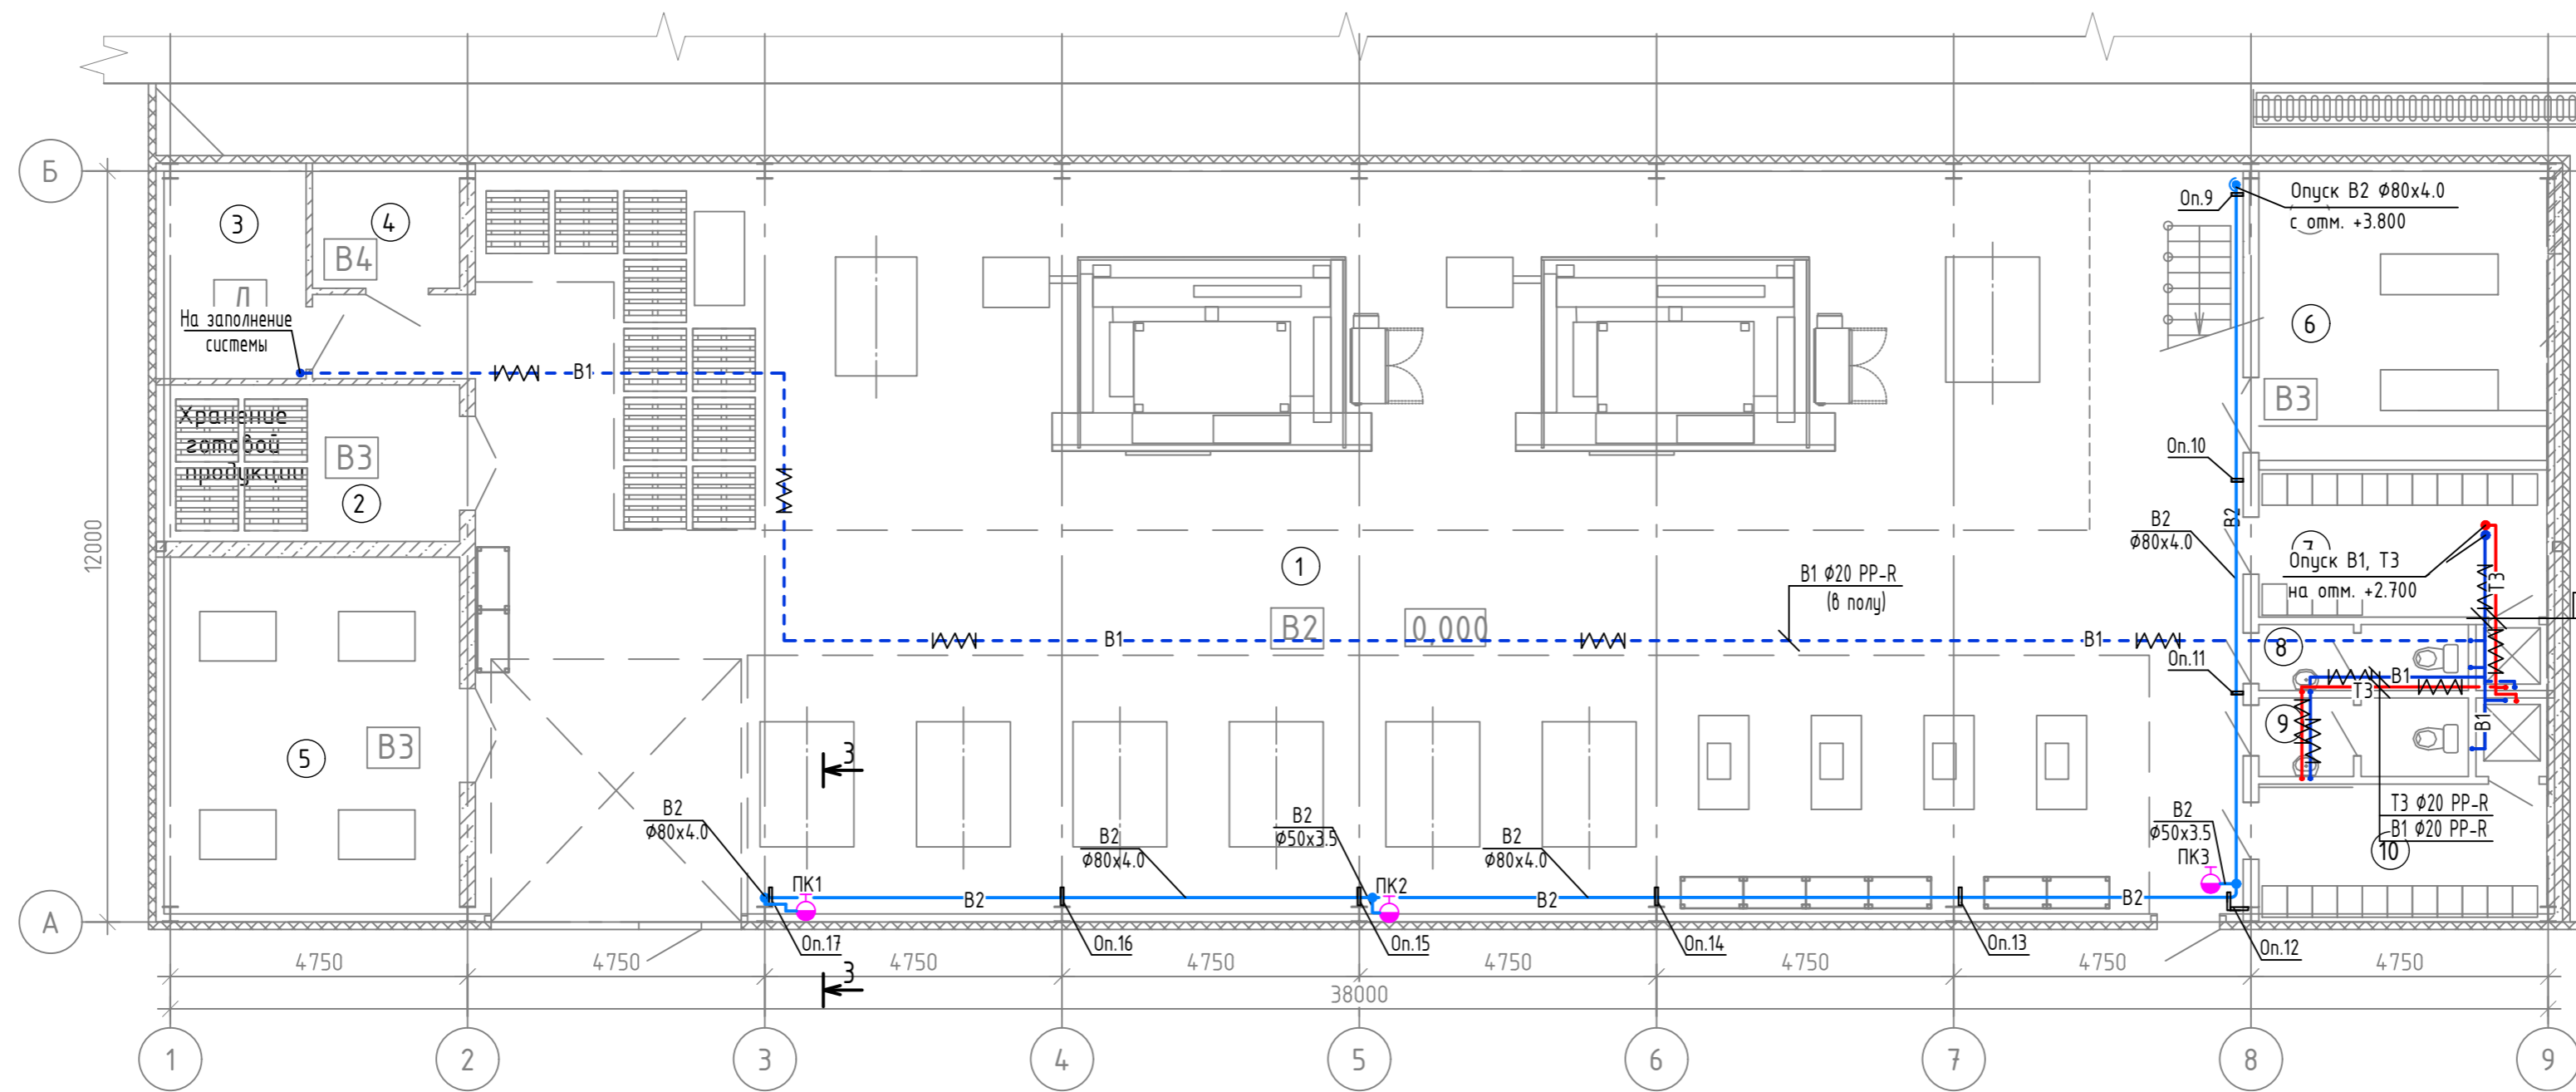 Б
3
4
В4
На заполнение
системы
В1
Хранение
готовой
продукции
В3
2
12000
5
В3
1
В2
0,000
В1
В1 Ф20 PP-R
(в полу)
В1
Оп.9
Опуск В2 Ф80х4.0
с отм. +3.800
6
В3
Оп.10
В2
В2
Ф80х4.0
7
Опуск В1, Т3
на отм. +2.700
Т3
8
Оп.11
В1
Т3
9
В1
Т3 Ф20 PP-R
В1 Ф20 PP-R
10
3
В2
Ф80х4.0
В2
Ф80х4.0
В2
Ф50х3.5
В2
Ф80х4.0
В2
Ф50х3.5
ПК1
ПК2
ПК3
В2
В2
В2
А
Оп.17
Оп.16
Оп.15
Оп.14
Оп.13
Оп.12
4750
4750
4750
4750
4750
4750
4750
4750
3
38000
1
2
3
4
5
6
7
8
9